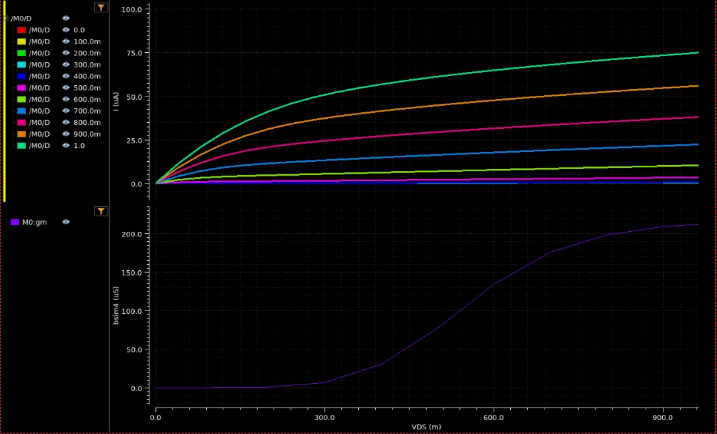 /M0/D
/M0/D 0.0
/M0/D 100.0m
/M0/D 200.0m
/M0/D 300.0m
/M0/D 400.0m
/M0/D 500.0m
/M0/D 600.0m
/M0/D 700.0m
/M0/D 800.0m
/M0/D 900.0m
/M0/D 1.0
100.0
75.0
50.0
25.0
0.0
I (uA)
M0:gm
200.0
150.0
100.0
50.0
0.0
bsim4 (uS)
0.0 300.0 600.0 900.0
VDS (m)